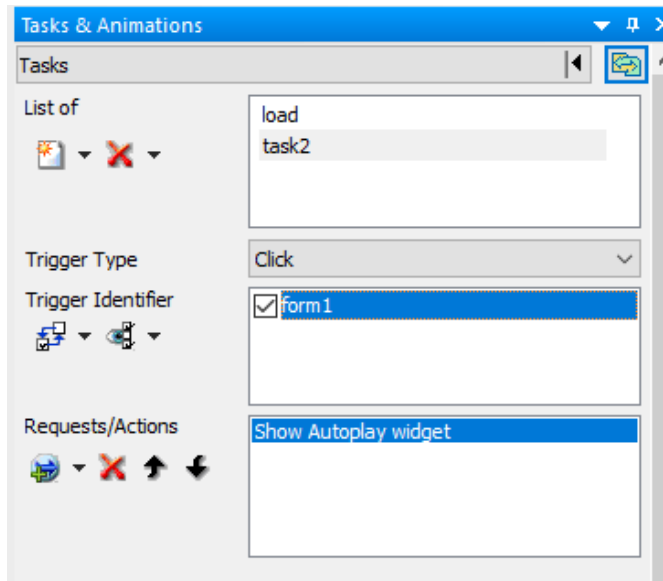 Tasks & Animations
Tasks
List of
load
task2
Trigger Type
Click
Trigger Identifier
form1
Requests/Actions
Show Autoplay widget